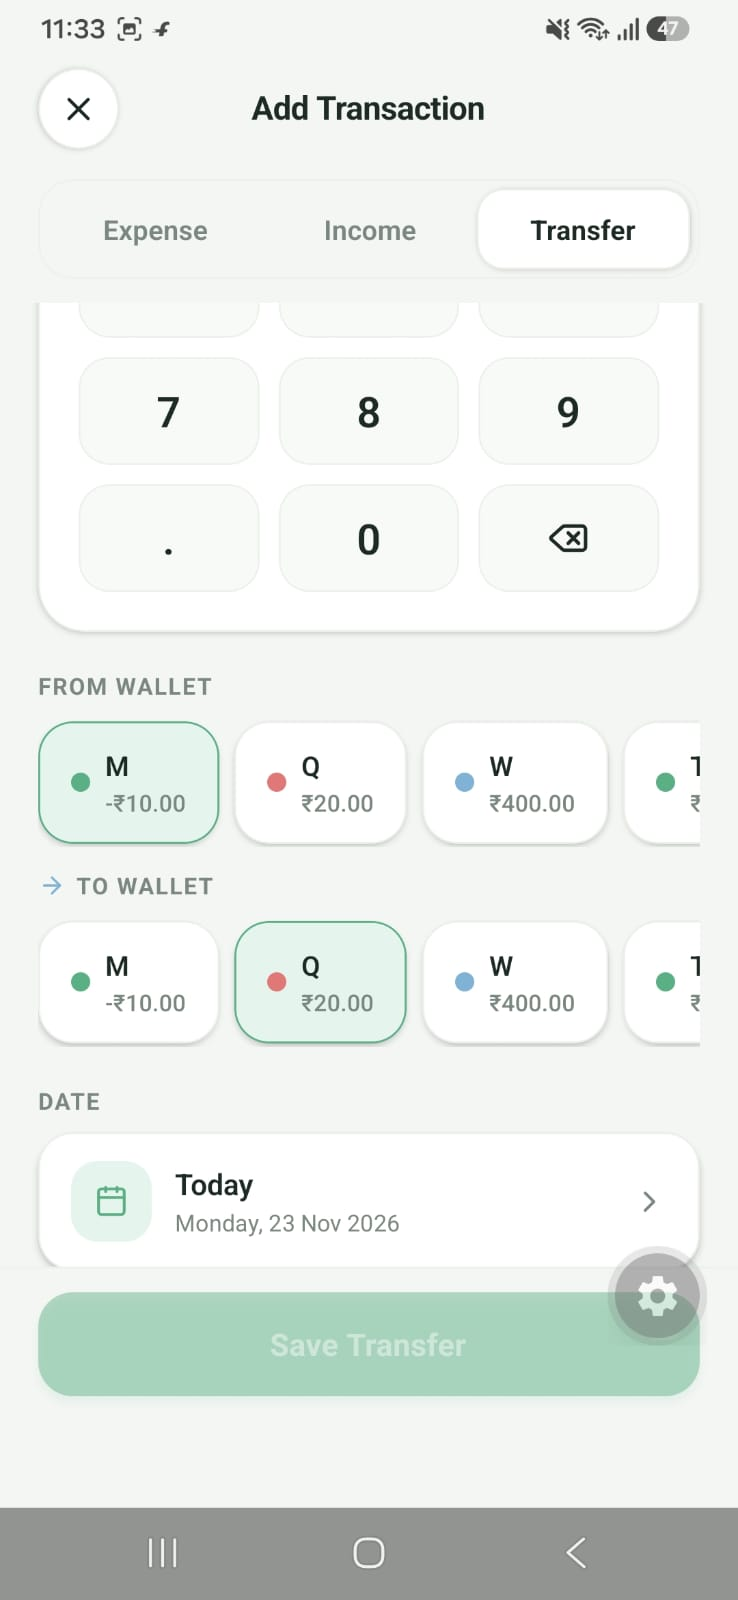 11:33
47
Add Transaction
Expense Income Transfer
7 8 9
. 0
FROM WALLET
M
-₹10.00
Q
₹20.00
W
₹400.00
₹
→ TO WALLET
M
-₹10.00
Q
₹20.00
W
₹400.00
₹
DATE
Today
Monday, 23 Nov 2026
Save Transfer